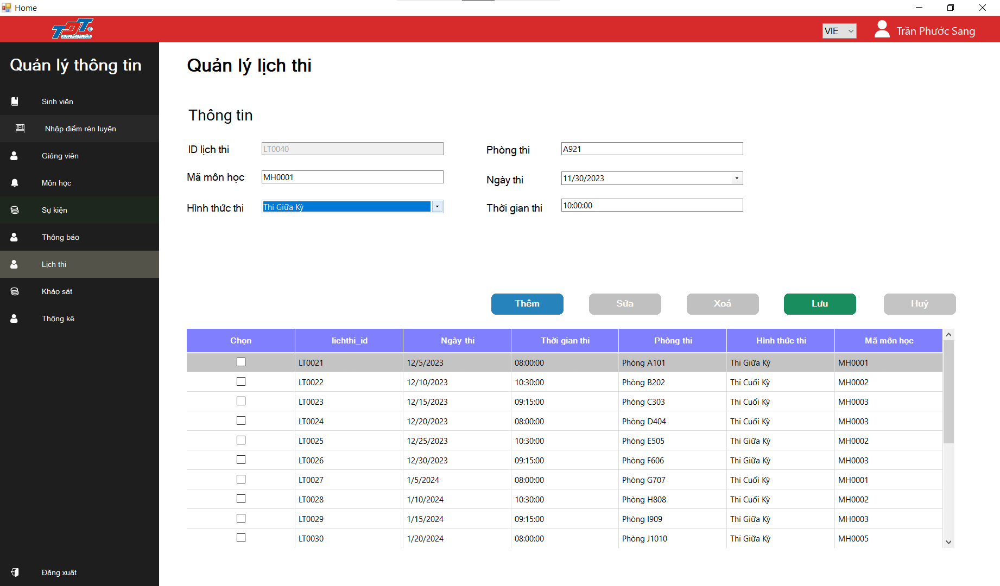 Home
TDT
VIE
Trần Phước Sang
Quản lý thông tin
Sinh viên
Nhập điểm rèn luyện
Giảng viên
Môn học
Sự kiện
Thông báo
Lịch thi
Khảo sát
Thống kê
Đăng xuất
Quản lý lịch thi
Thông tin
ID lịch thi LT0040
Phòng thi A921
Mã môn học MH0001
Ngày thi 11/30/2023
Hình thức thi Thi Giữa Kỳ
Thời gian thi 10:00:00
Thêm Sửa Xoá Lưu Huỷ
Chọn lichthi_id Ngày thi Thời gian thi Phòng thi Hình thức thi Mã môn học
LT0021 12/5/2023 08:00:00 Phòng A101 Thi Giữa Kỳ MH0001
LT0022 12/10/2023 10:30:00 Phòng B202 Thi Cuối Kỳ MH0002
LT0023 12/15/2023 09:15:00 Phòng C303 Thi Cuối Kỳ MH0003
LT0024 12/20/2023 08:00:00 Phòng D404 Thi Cuối Kỳ MH0003
LT0025 12/25/2023 10:30:00 Phòng E505 Thi Giữa Kỳ MH0002
LT0026 12/30/2023 09:15:00 Phòng F606 Thi Giữa Kỳ MH0003
LT0027 1/5/2024 08:00:00 Phòng G707 Thi Cuối Kỳ MH0001
LT0028 1/10/2024 10:30:00 Phòng H808 Thi Cuối Kỳ MH0002
LT0029 1/15/2024 09:15:00 Phòng I909 Thi Giữa Kỳ MH0003
LT0030 1/20/2024 08:00:00 Phòng J1010 Thi Giữa Kỳ MH0005